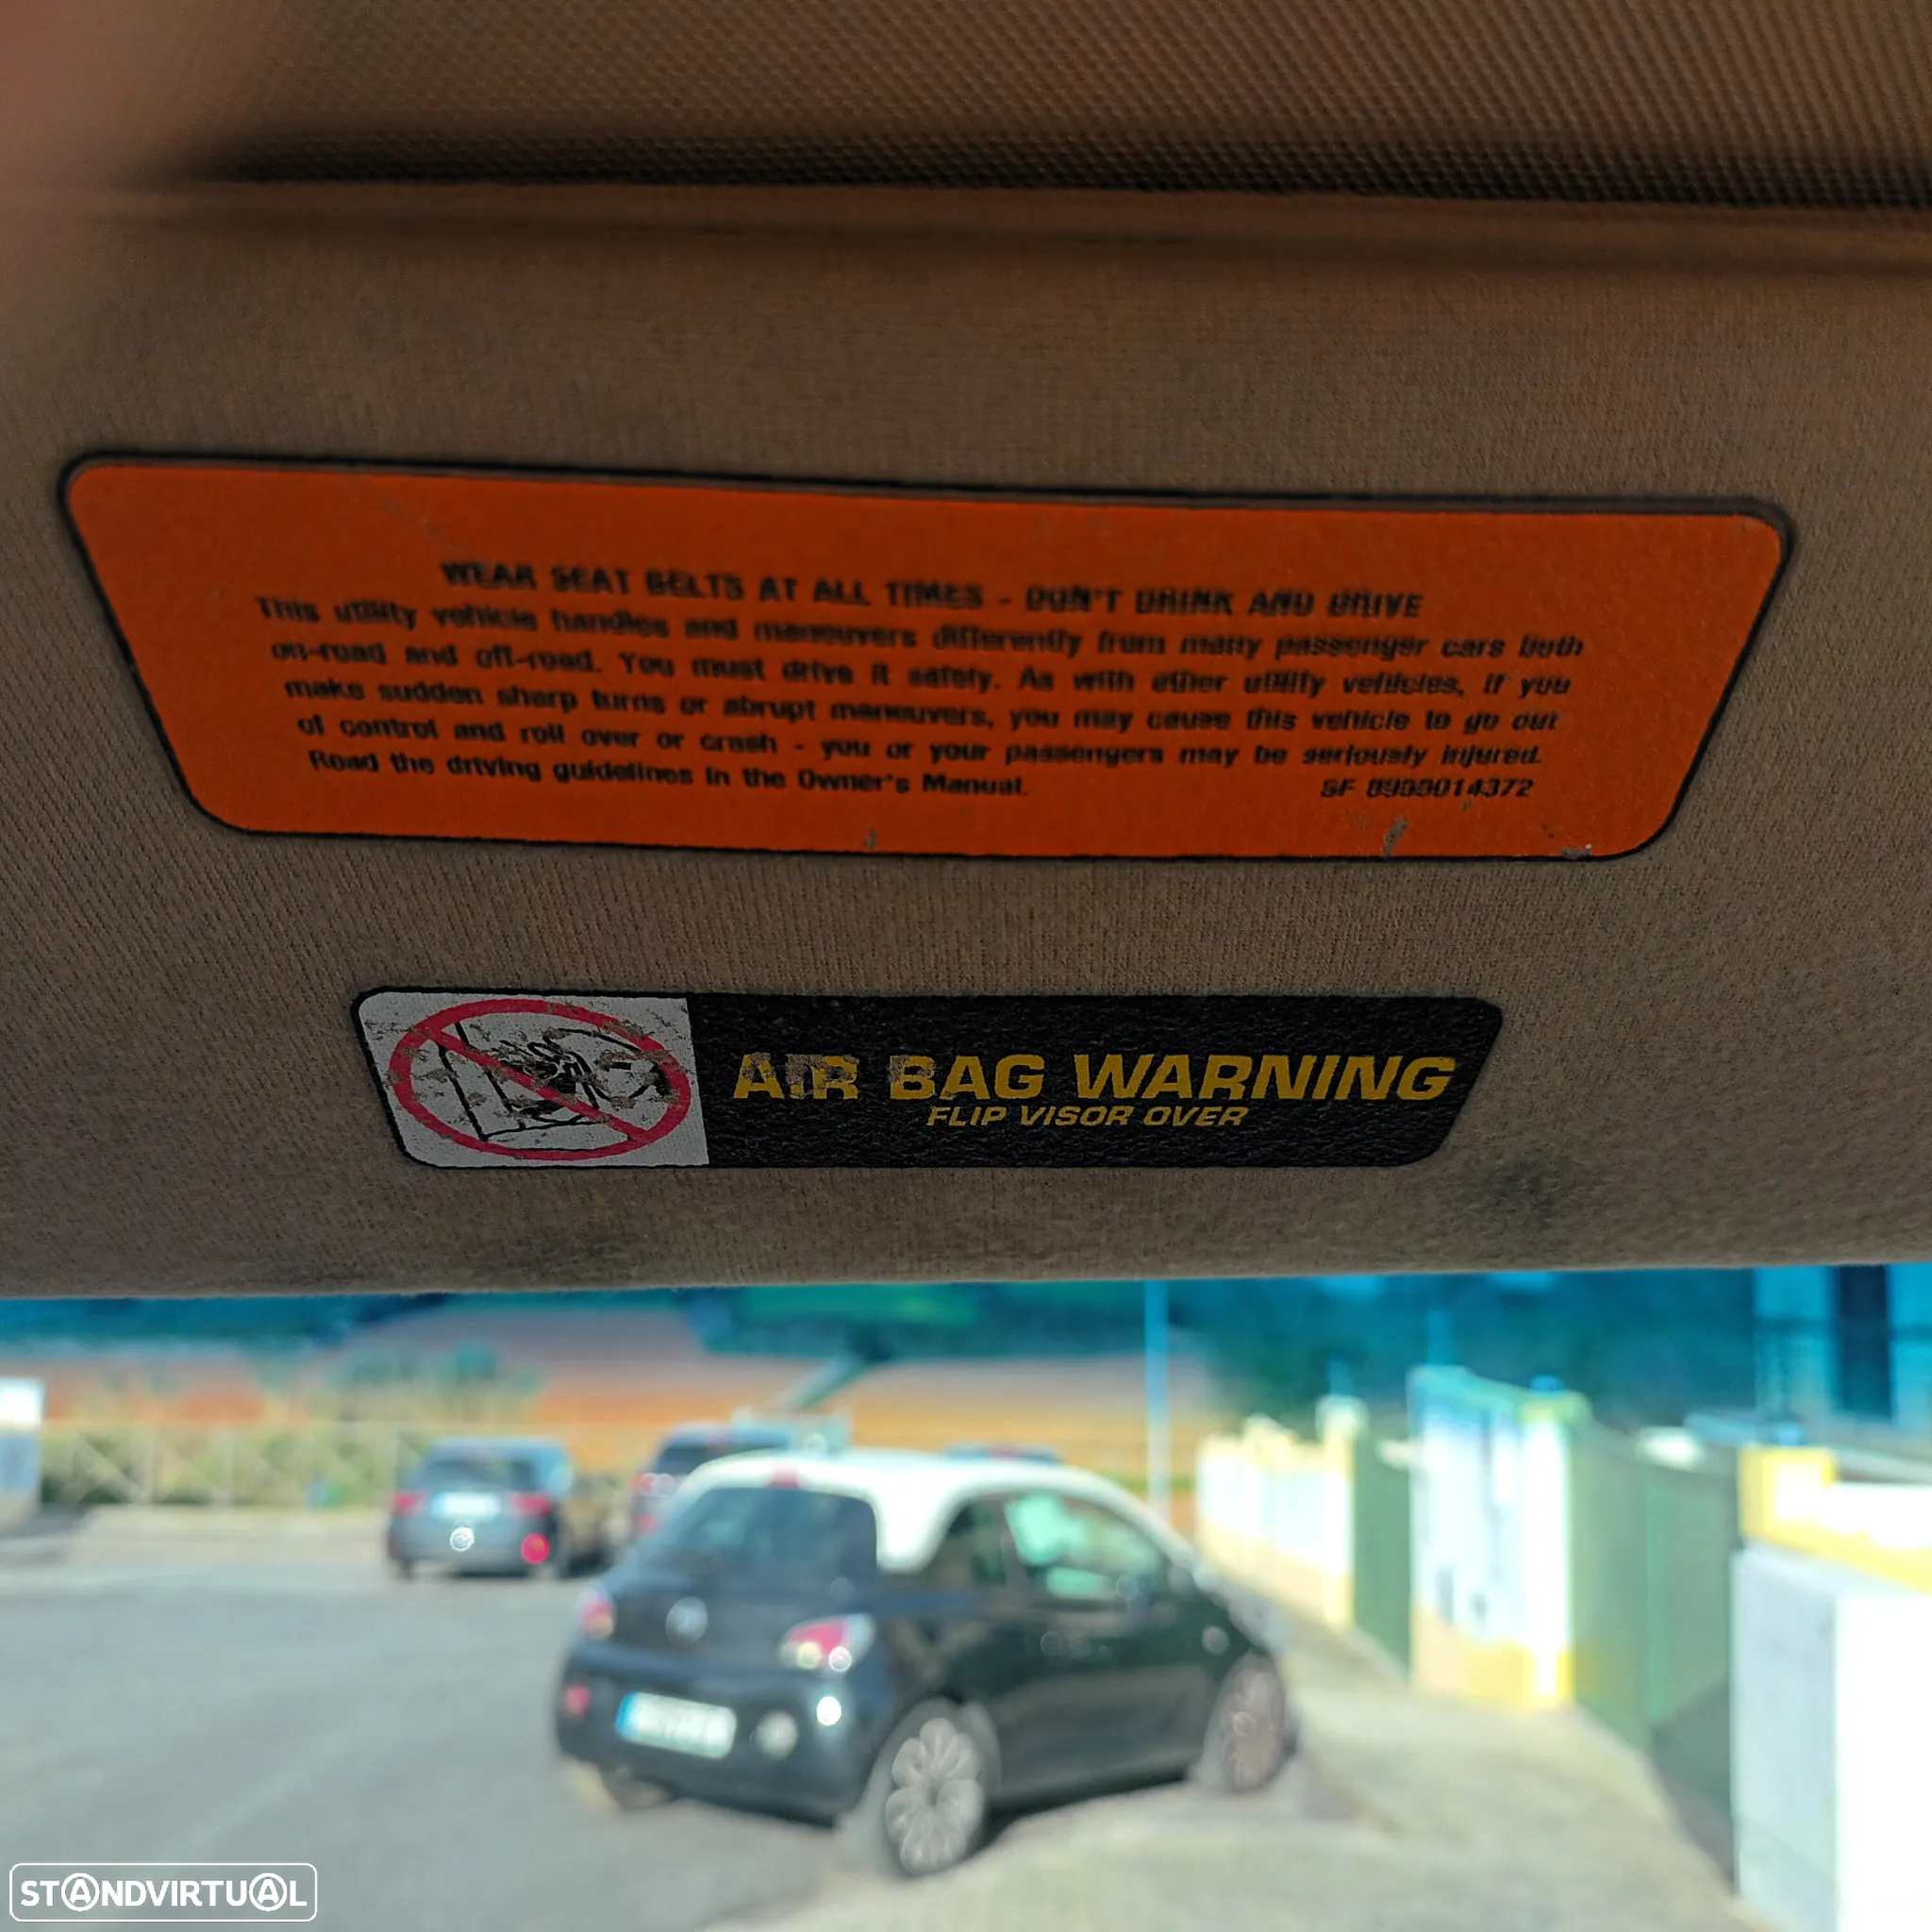 WEAR SEAT BELTS AT ALL TIMES - DON'T DRINK AND DRIVE
This utility vehicle handles and maneuvers differently from many passenger cars both
on-road and off-road. You must drive it safely. As with other utility vehicles, if you
make sudden sharp turns or abrupt maneuvers, you may cause this vehicle to go out
of control and roll over or crash - you or your passengers may be seriously injured.
Read the driving guidelines in the Owner's Manual.
SF
AIR BAG WARNING
FLIP VISOR OVER
STANDVIRTUAL